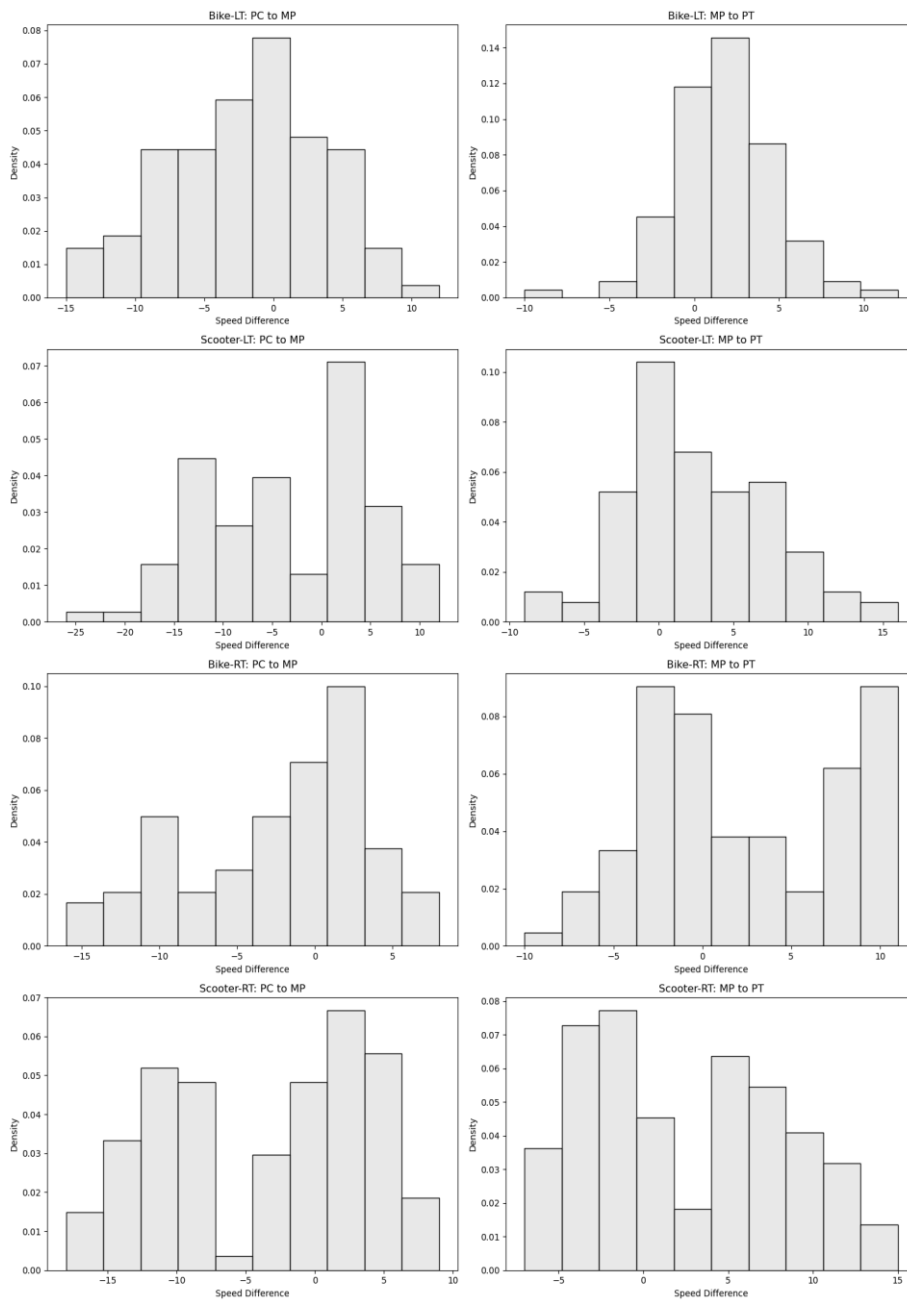 Bike-LT: PC to MP
0.08
0.07
0.06
0.05
0.04
0.03
0.02
0.01
0.00
Density
−15 −10 −5 0 5 10
Speed Difference
Bike-LT: MP to PT
0.14
0.12
0.10
0.08
0.06
0.04
0.02
0.00
Density
−10 −5 0 5 10
Speed Difference
Scooter-LT: PC to MP
0.07
0.06
0.05
0.04
0.03
0.02
0.01
0.00
Density
−25 −20 −15 −10 −5 0 5 10
Speed Difference
Scooter-LT: MP to PT
0.10
0.08
0.06
0.04
0.02
0.00
Density
−10 −5 0 5 10 15
Speed Difference
Bike-RT: PC to MP
0.10
0.08
0.06
0.04
0.02
0.00
Density
−15 −10 −5 0 5
Speed Difference
Bike-RT: MP to PT
0.08
0.06
0.04
0.02
0.00
Density
−10 −5 0 5 10
Speed Difference
Scooter-RT: PC to MP
0.07
0.06
0.05
0.04
0.03
0.02
0.01
0.00
Density
−15 −10 −5 0 5 10
Speed Difference
Scooter-RT: MP to PT
0.08
0.07
0.06
0.05
0.04
0.03
0.02
0.01
0.00
Density
−5 0 5 10 15
Speed Difference